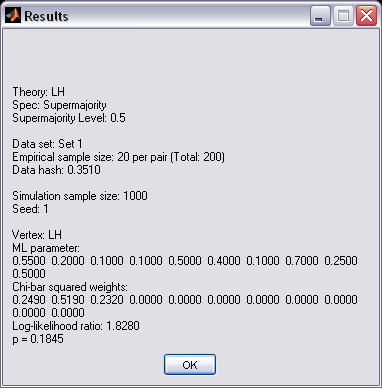 Results
Theory: LH
Spec: Supermajority
Supermajority Level: 0.5
Data set: Set 1
Empirical sample size: 20 per pair (Total: 200)
Data hash: 0.3510
Simulation sample size: 1000
Seed: 1
Vertex: LH
ML parameter:
0.5500 0.2000 0.1000 0.1000 0.5000 0.4000 0.1000 0.7000 0.2500
0.5000
Chi-bar squared weights:
0.2490 0.5190 0.2320 0.0000 0.0000 0.0000 0.0000 0.0000 0.0000
0.0000 0.0000
Log-likelihood ratio: 1.8280
p = 0.1845
OK